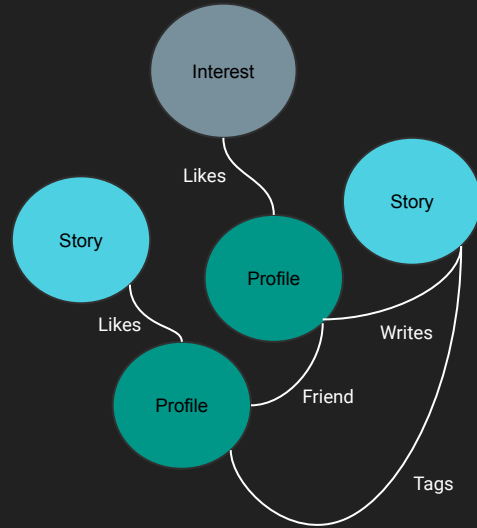 Interest
Likes
Story
Story
Profile
Likes
Writes
Friend
Profile
Tags